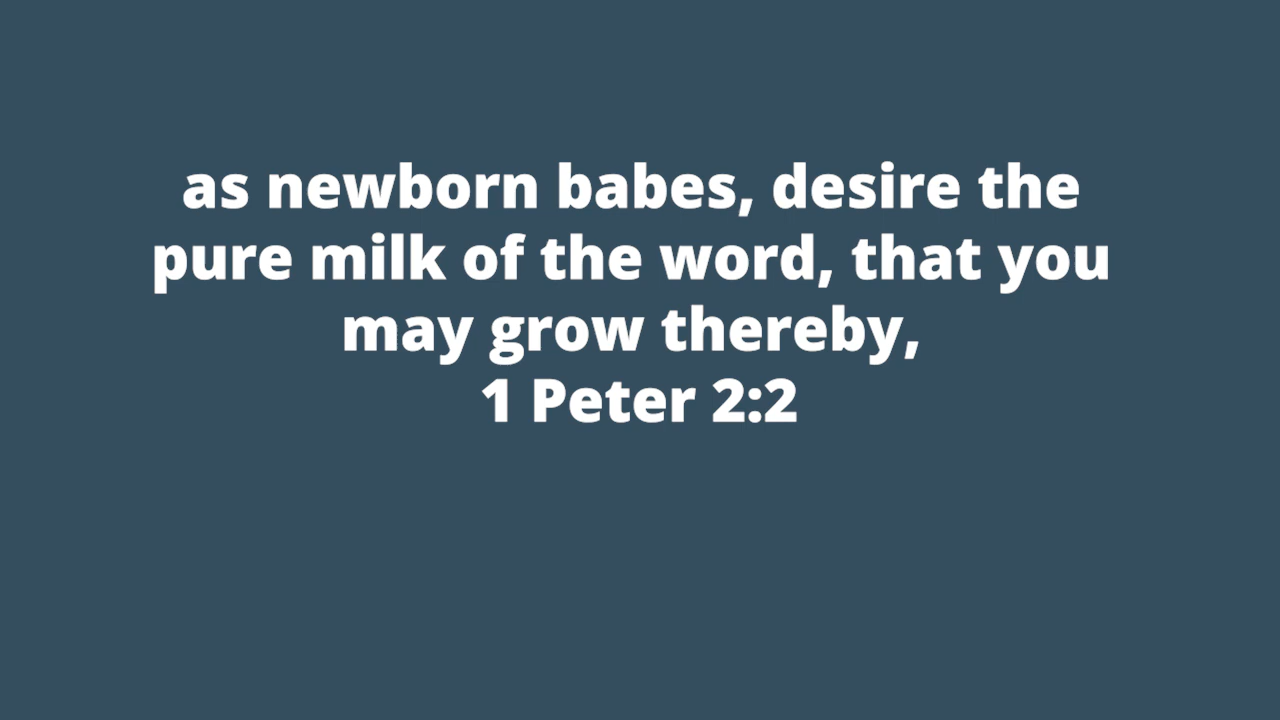 as newborn babes, desire the
pure milk of the word, that you
may grow thereby,
1 Peter 2:2